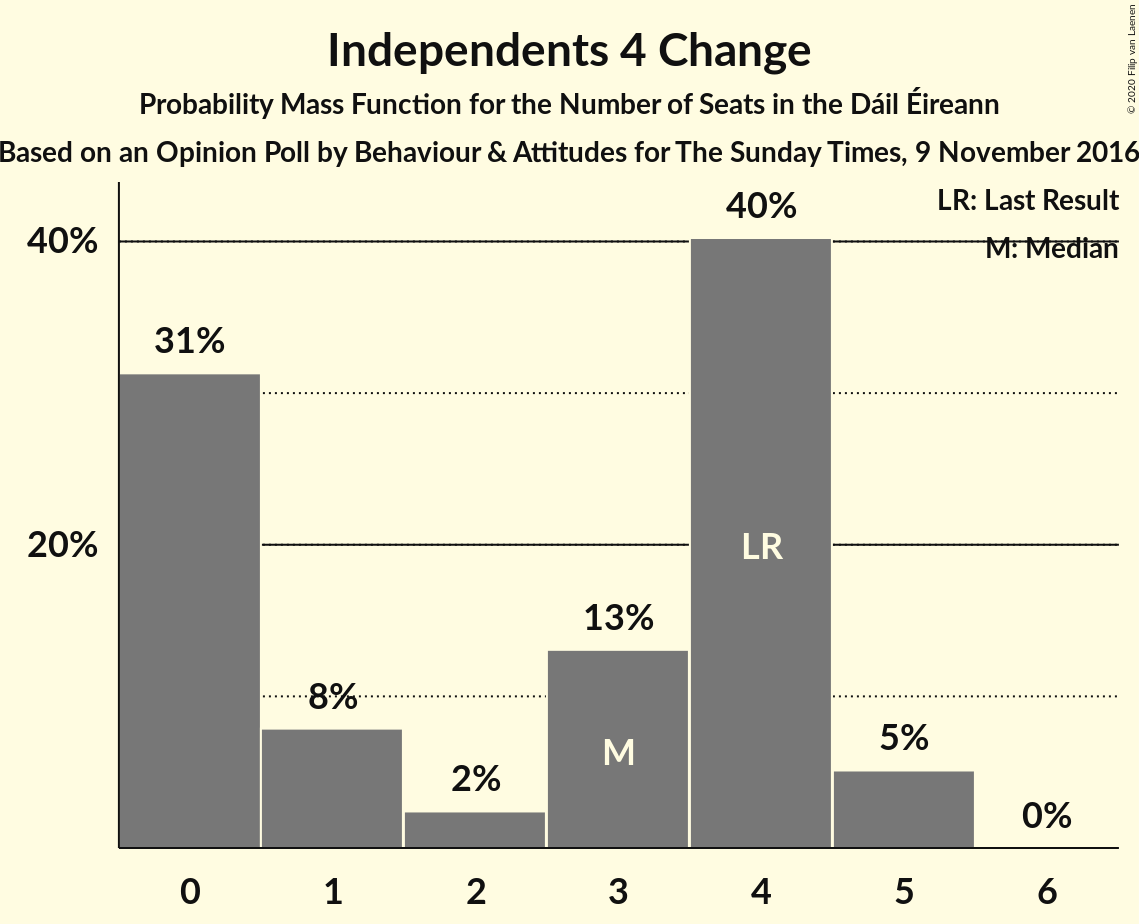 Independents 4 Change
Probability Mass Function for the Number of Seats in the Dáil Éireann
Based on an Opinion Poll by Behaviour & Attitudes for The Sunday Times, 9 November 2016
© 2020 Filip van Laenen
LR: Last Result
M: Median
40%
20%
31%
8%
2%
13%
40%
5%
0%
LR
M
0 1 2 3 4 5 6